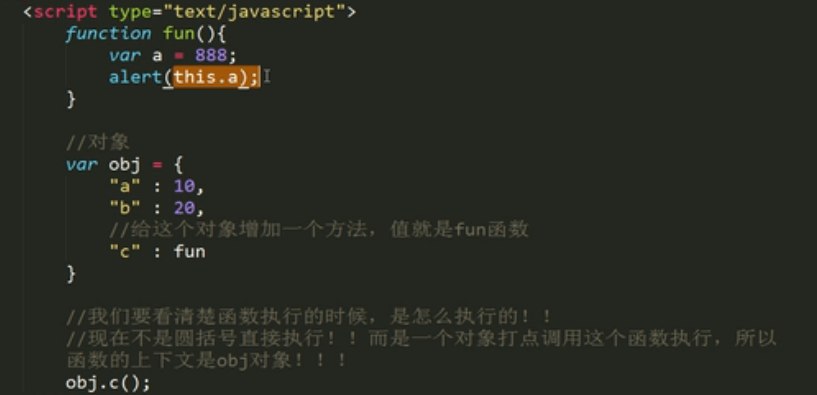 <script type="text/javascript">
function fun(){
var a = 888;
alert(this.a);
}
//对象
var obj = {
"a" : 10,
"b" : 20,
//给这个对象增加一个方法，值就是fun函数
"c" : fun
}
//我们要看清楚函数执行的时候，是怎么执行的！！
//现在不是圆括号直接执行！！而是一个对象打点调用这个函数执行，所以
函数的上下文是obj对象！！！
obj.c();